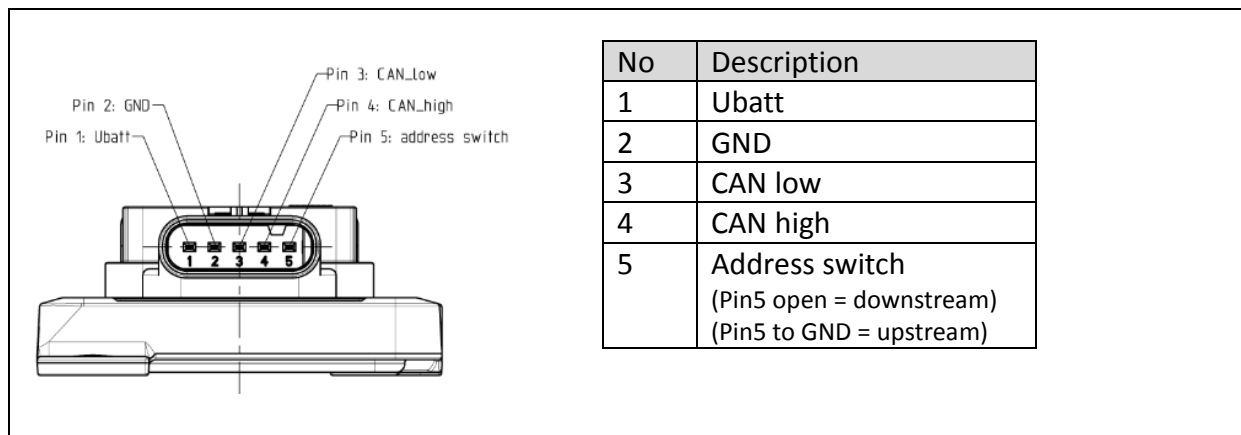 Pin 3: CAN_low
Pin 2: GND
Pin 4: CAN_high
Pin 1: Ubatt
Pin 5: address switch
1 2 3 4 5
No Description
1 Ubatt
2 GND
3 CAN low
4 CAN high
5 Address switch
(Pin5 open = downstream)
(Pin5 to GND = upstream)